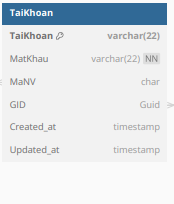 TaiKhoan
TaiKhoan varchar(22)
MatKhau varchar(22) NN
MaNV char
GID Guid
Created_at timestamp
Updated_at timestamp